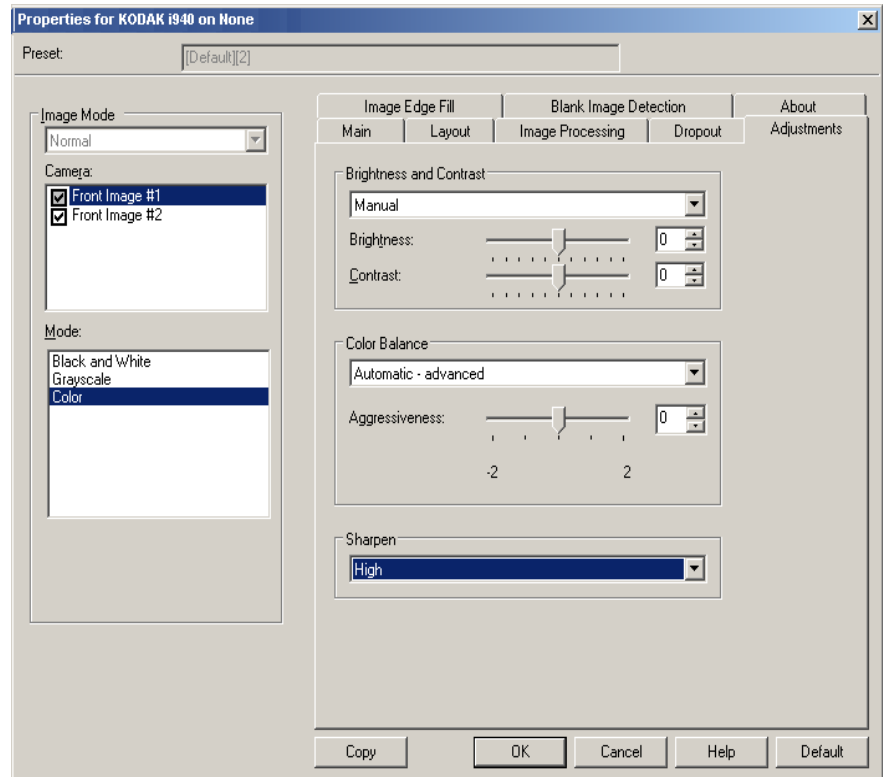 Properties for KODAK i940 on None
Preset:
[Default][2]
Image Mode
Normal
Camera:
Front Image #1
Front Image #2
Mode:
Black and White
Grayscale
Color
Image Edge Fill
Blank Image Detection
About
Main
Layout
Image Processing
Dropout
Adjustments
Brightness and Contrast
Manual
Brightness:
0
Contrast:
0
Color Balance
Automatic - advanced
Aggressiveness:
0
-2
2
Sharpen
High
Copy
OK
Cancel
Help
Default